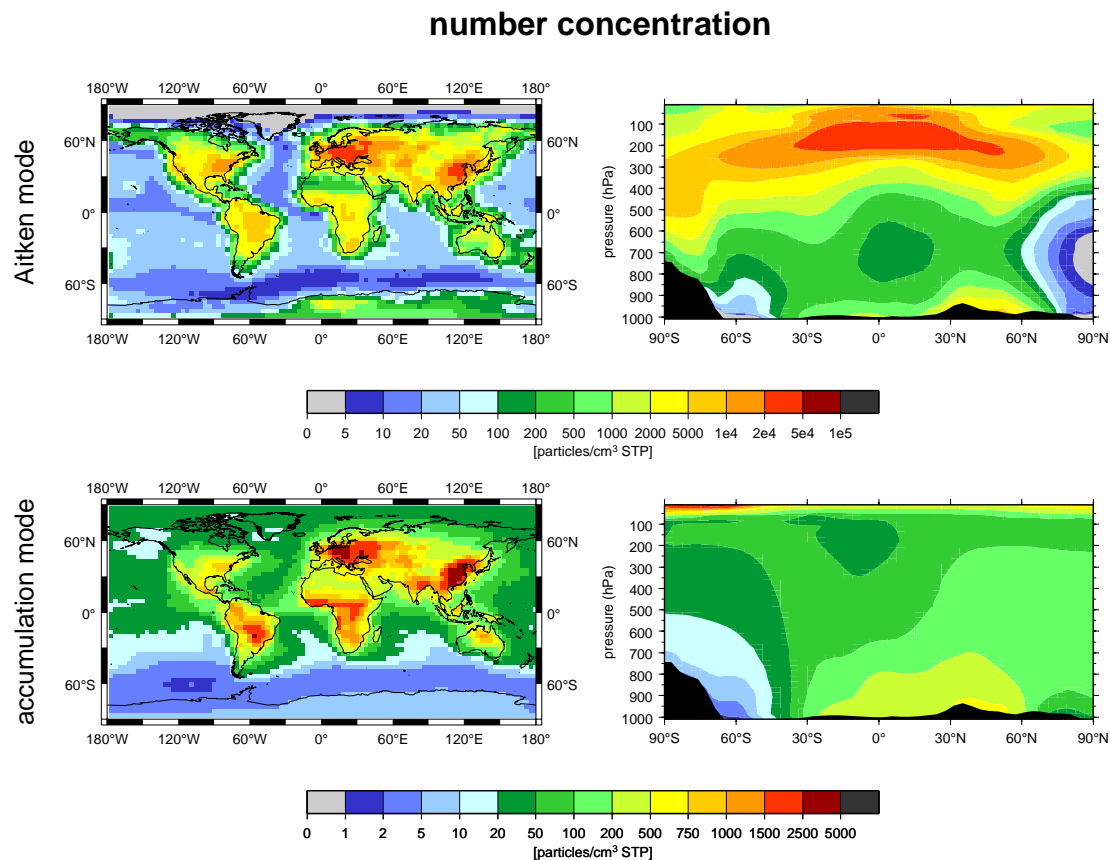 number concentration
Aitken mode
180°W 120°W 60°W 0° 60°E 120°E 180°
60°N 60°N
0° 0°
60°S 60°S
180°W 120°W 60°W 0° 60°E 120°E 180°
pressure (hPa)
100
200
300
400
500
600
700
800
900
1000
90°S 60°S 30°S 0° 30°N 60°N 90°N
0 5 10 20 50 100 200 500 1000 2000 5000 1e4 2e4 5e4 1e5
[particles/cm³ STP]
accumulation mode
180°W 120°W 60°W 0° 60°E 120°E 180°
60°N 60°N
0° 0°
60°S 60°S
180°W 120°W 60°W 0° 60°E 120°E 180°
pressure (hPa)
100
200
300
400
500
600
700
800
900
1000
90°S 60°S 30°S 0° 30°N 60°N 90°N
0 1 2 5 10 20 50 100 200 500 750 1000 1500 2500 5000
[particles/cm³ STP]